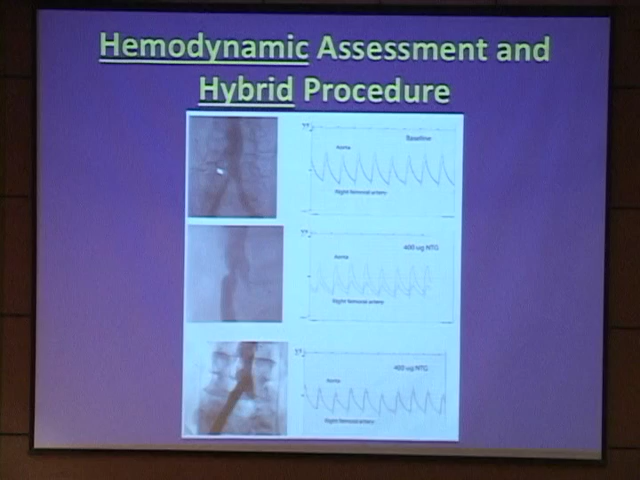 Hemodynamic Assessment and
Hybrid Procedure
Baseline
Aorta
Right femoral artery
400 ug NTG
Aorta
Right femoral artery
400 ug NTG
Aorta
Right femoral artery